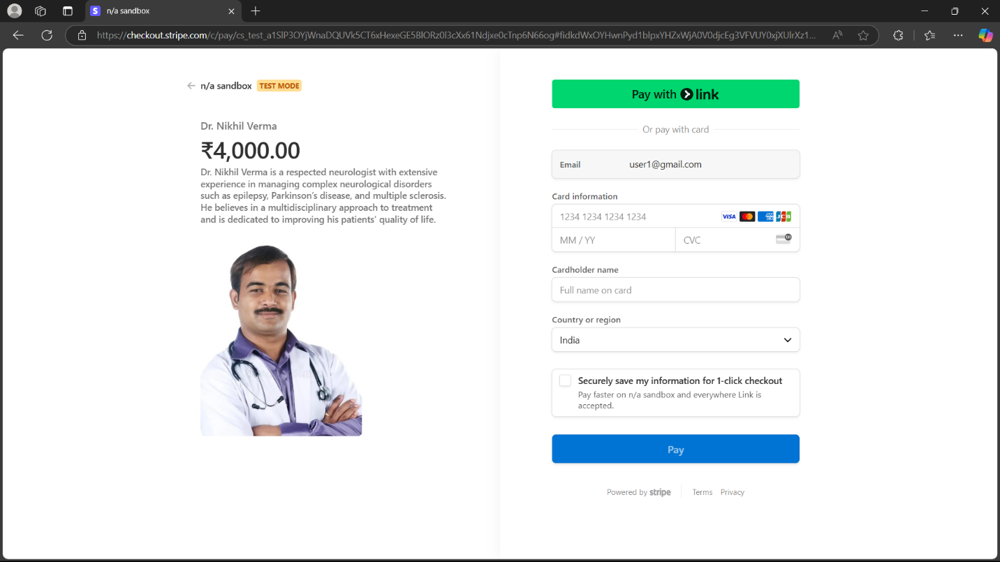 n/a sandbox
https://checkout.stripe.com/c/pay/
n/a sandbox TEST MODE
Dr. Nikhil Verma
₹4,000.00
Dr. Nikhil Verma is a respected neurologist with extensive
experience in managing complex neurological disorders
such as epilepsy, Parkinson's disease, and multiple sclerosis.
He believes in a multidisciplinary approach to treatment
and is dedicated to improving his patients' quality of life.
Pay with link
Or pay with card
Email user1@gmail.com
Card information
1234 1234 1234 1234 VISA JCB
MM / YY CVC
Cardholder name
Full name on card
Country or region
India
Securely save my information for 1-click checkout
Pay faster on n/a sandbox and everywhere Link is
accepted.
Pay
Powered by stripe Terms Privacy